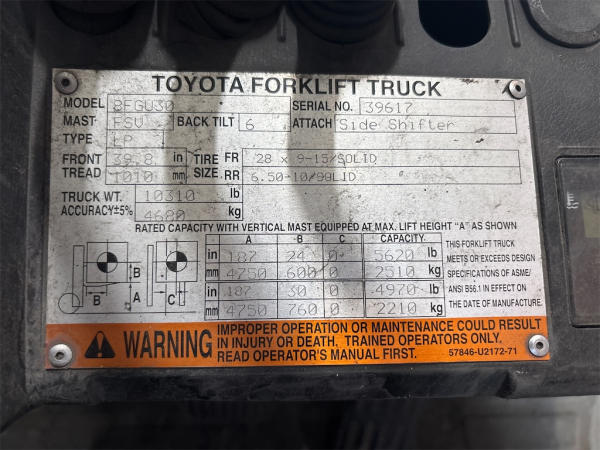 TOYOTA FORKLIFT TRUCK
MODEL 8FGU30 SERIAL NO. 39617
MAST FSV BACK TILT 6 ATTACH Side Shifter
TYPE LP
FRONT 39.8 in TIRE FR 28 x 9-15/SOLID
TREAD 1010 mm SIZE RR 6.50-10/SOLID
TRUCK WT. 10310 lb
ACCURACY±5% 4680 kg
RATED CAPACITY WITH VERTICAL MAST EQUIPPED AT MAX. LIFT HEIGHT "A" AS SHOWN
A B C CAPACITY
in 187 24 0 5620 lb
mm 4750 600 0 2510 kg
in 187 30 0 4970 lb
mm 4750 760 0 2210 kg
THIS FORKLIFT TRUCK
MEETS OR EXCEEDS DESIGN
SPECIFICATIONS OF ASME/
ANSI B56.1 IN EFFECT ON
THE DATE OF MANUFACTURE.
B
B A C
WARNING
IMPROPER OPERATION OR MAINTENANCE COULD RESULT
IN INJURY OR DEATH. TRAINED OPERATORS ONLY.
READ OPERATOR'S MANUAL FIRST.
57846-U2172-71